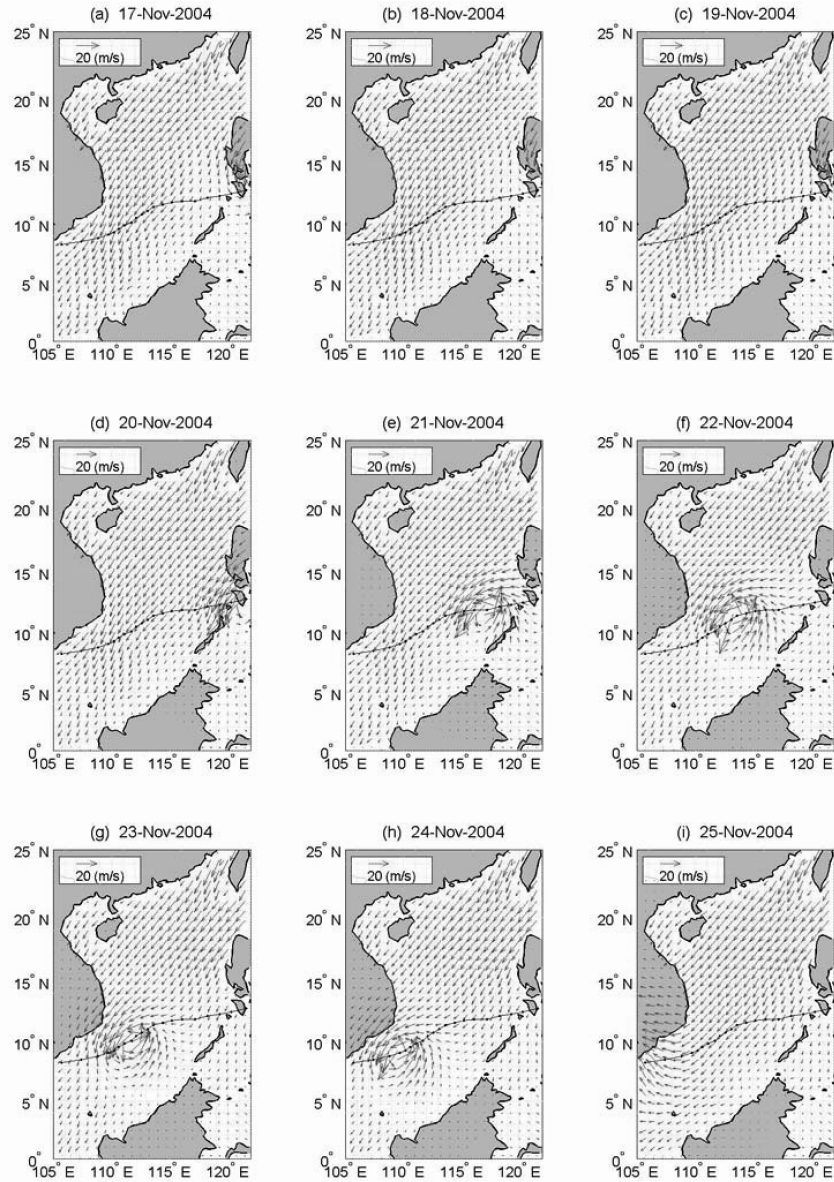 (a) 17-Nov-2004 (b) 18-Nov-2004 (c) 19-Nov-2004
25° N 25° N 25° N
20 (m/s) 20 (m/s) 20 (m/s)
20° N 20° N 20° N
15° N 15° N 15° N
10° N 10° N 10° N
5° N 5° N 5° N
0° 0° 0°
105° E 110° E 115° E 120° E 105° E 110° E 115° E 120° E 105° E 110° E 115° E 120° E
(d) 20-Nov-2004 (e) 21-Nov-2004 (f) 22-Nov-2004
25° N 25° N 25° N
20 (m/s) 20 (m/s) 20 (m/s)
20° N 20° N 20° N
15° N 15° N 15° N
10° N 10° N 10° N
5° N 5° N 5° N
0° 0° 0°
105° E 110° E 115° E 120° E 105° E 110° E 115° E 120° E 105° E 110° E 115° E 120° E
(g) 23-Nov-2004 (h) 24-Nov-2004 (i) 25-Nov-2004
25° N 25° N 25° N
20 (m/s) 20 (m/s) 20 (m/s)
20° N 20° N 20° N
15° N 15° N 15° N
10° N 10° N 10° N
5° N 5° N 5° N
0° 0° 0°
105° E 110° E 115° E 120° E 105° E 110° E 115° E 120° E 105° E 110° E 115° E 120° E